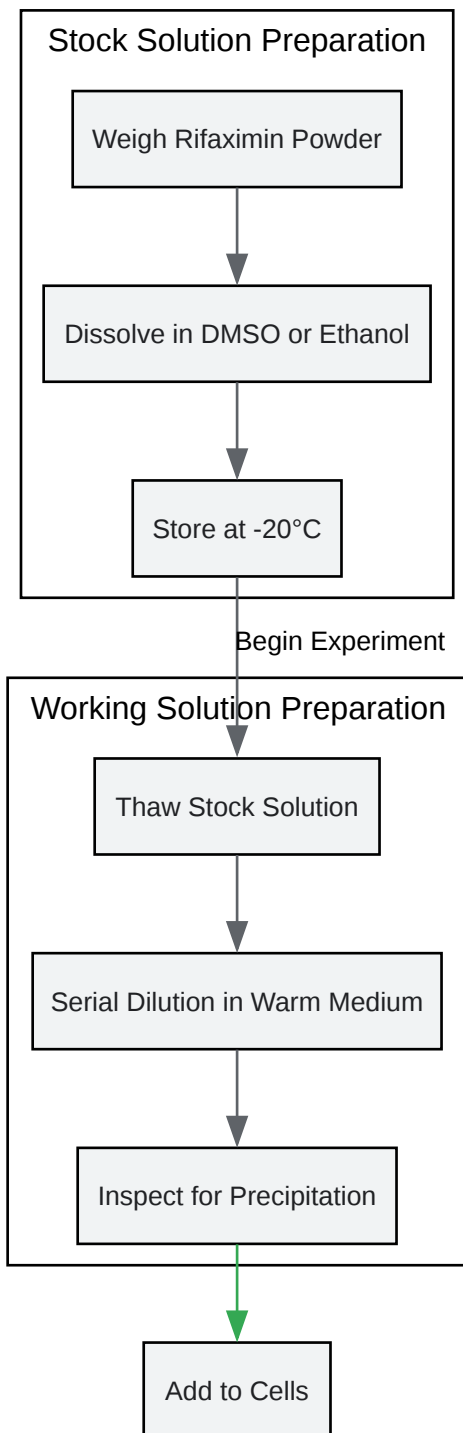 Stock Solution Preparation
Weigh Rifaximin Powder
Dissolve in DMSO or Ethanol
Store at -20°C
Begin Experiment
Working Solution Preparation
Thaw Stock Solution
Serial Dilution in Warm Medium
Inspect for Precipitation
Add to Cells